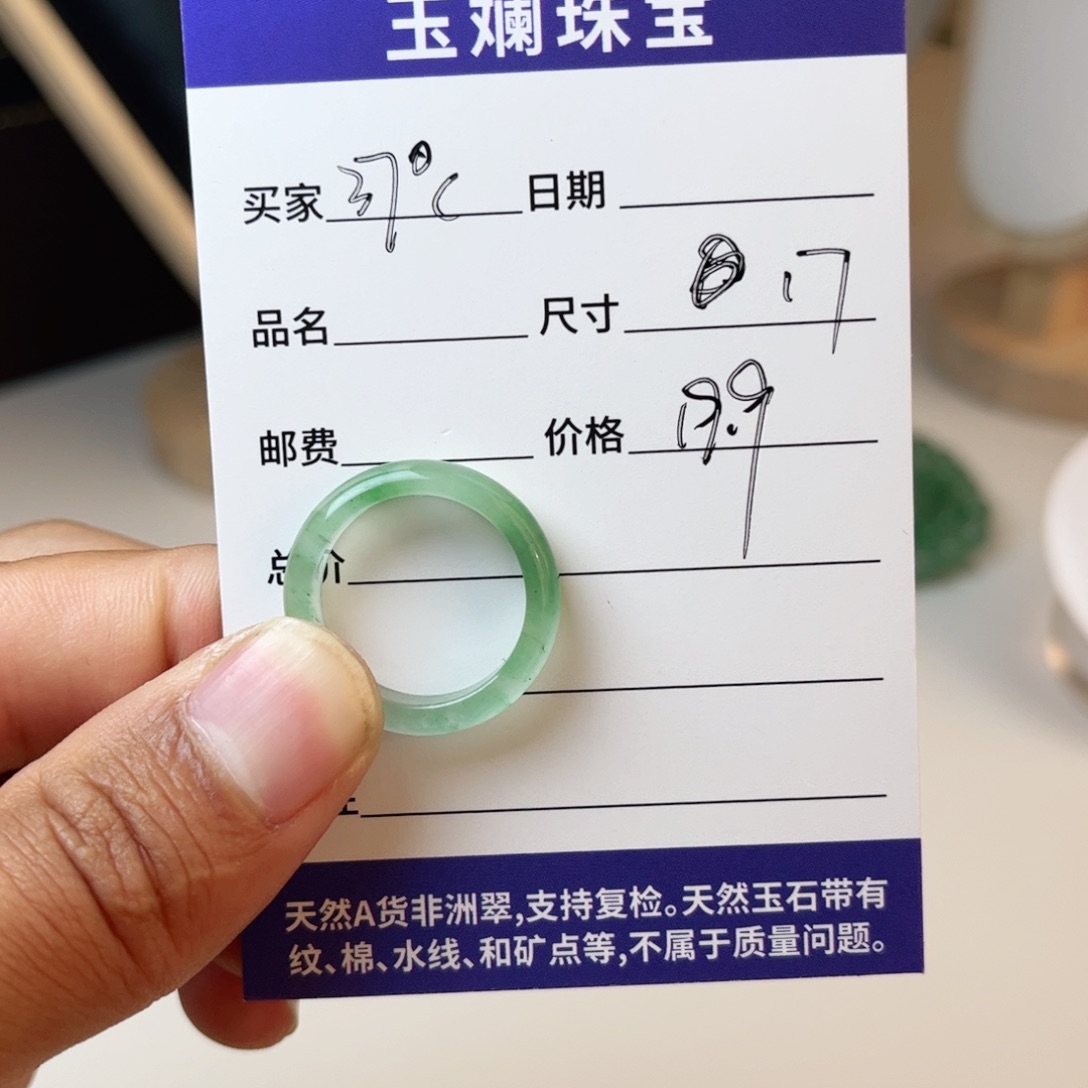 玉斓珠宝
买家 37℃ 日期
品名 尺寸 17
邮费 价格
总价
天然A货非洲翠,支持复检。天然玉石带有
纹、棉、水线、和矿点等,不属于质量问题。